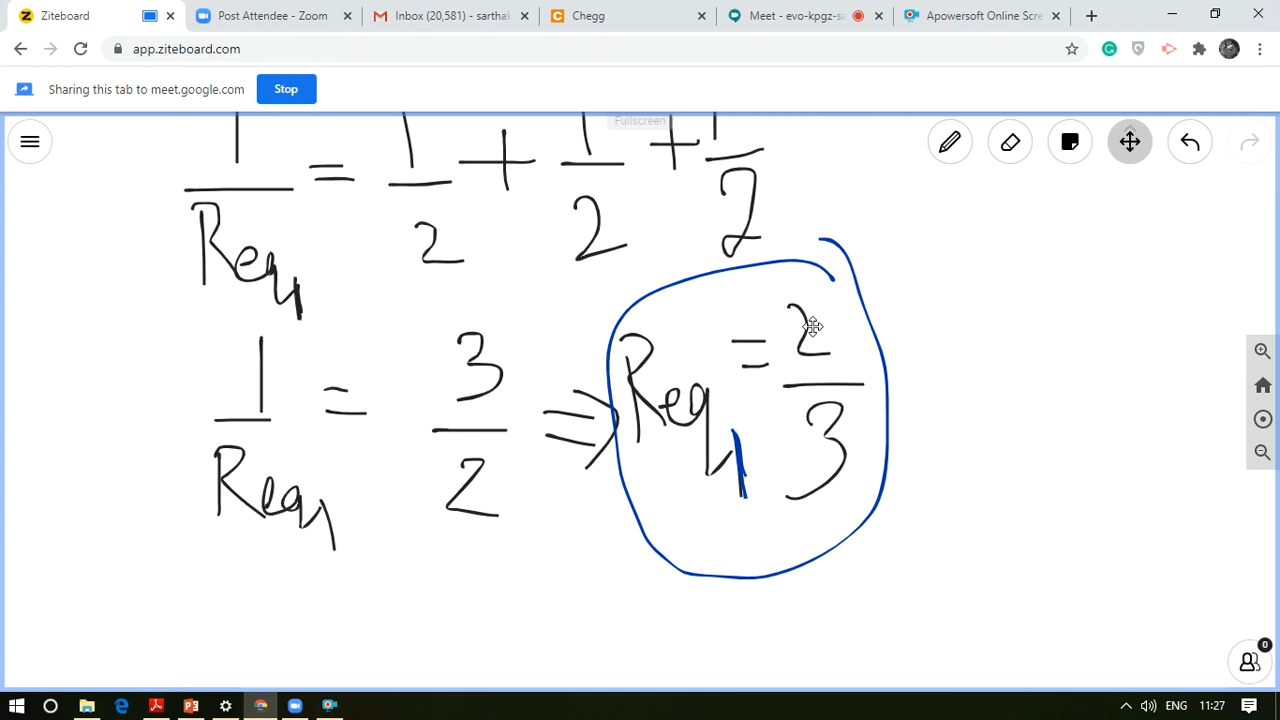 Ziteboard
Post Attendee - Zoom
Inbox (20,581) - sarthak
Chegg
Meet - evo-kpgz-s
Apowersoft Online Scre
app.ziteboard.com
Sharing this tab to meet.google.com
Stop
Fullscreen
1/Req = 1/2 + 1/2 + 1/2
1/Req = 3/2 ⇒ Req = 2/3
0
ENG
11:27